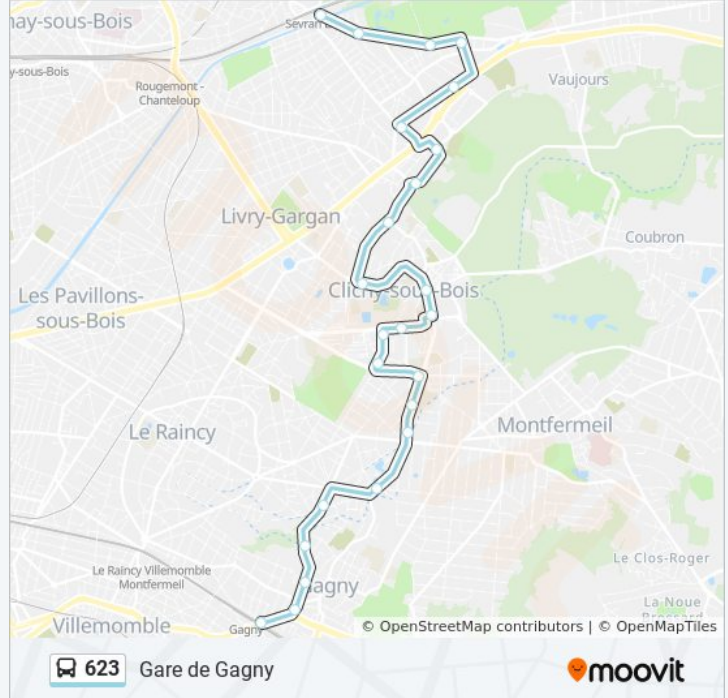 nay-sous-Bois
Sevran
y-sous-Bois
Rougemont -
Chanteloup
Vaujours
Livry-Gargan
Coubron
Clichy-sous-Bois
Les Pavillons-
sous-Bois
Le Raincy
Montfermeil
Le Raincy Villemomble
Montfermeil
Gagny
Le Clos-Roger
La Noue
Villemomble
Gagny
© OpenStreetMap contributors | © OpenMapTiles
623 Gare de Gagny
moovit